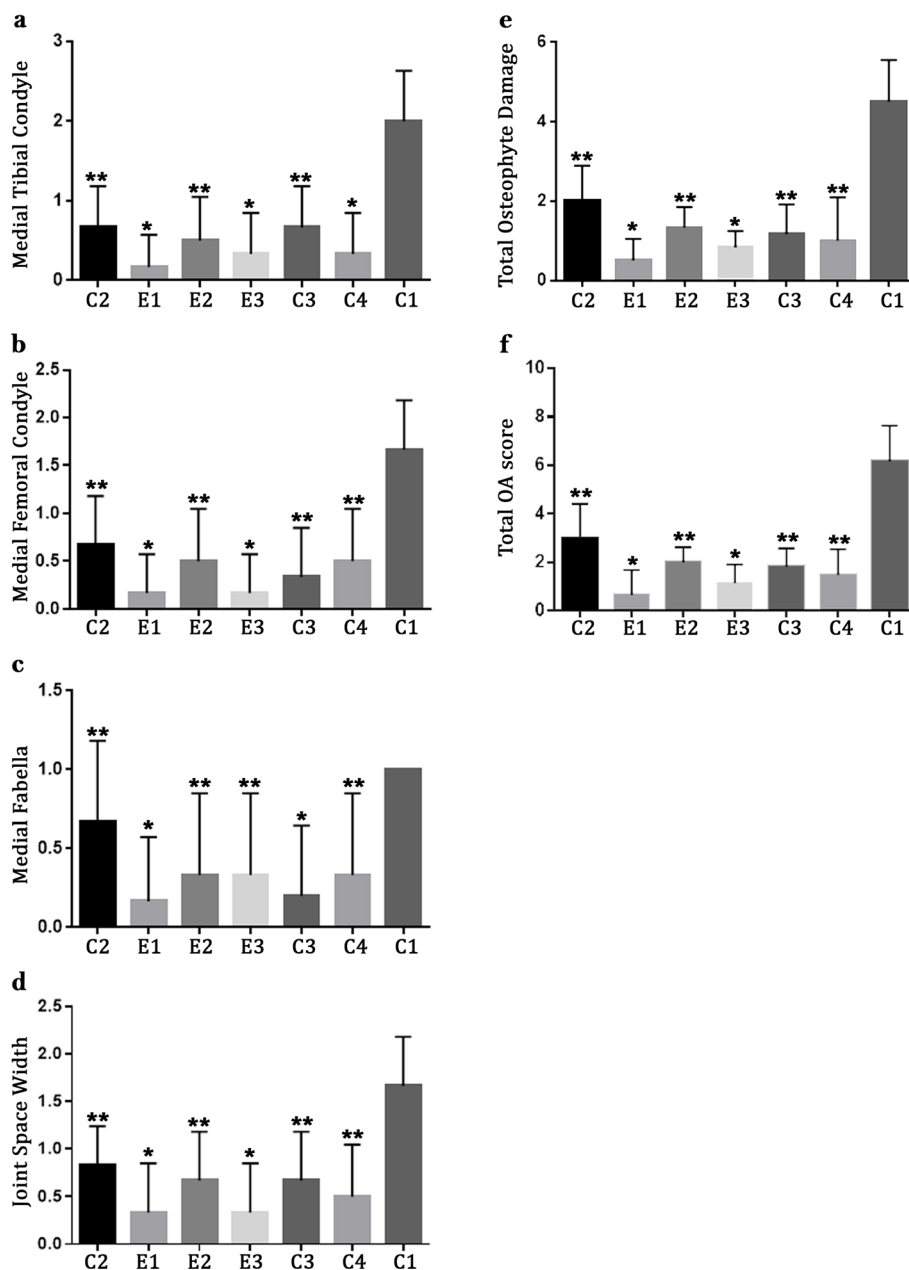 a
Medial Tibial Condyle
3
2
1
0
** * ** * ** *
C2 E1 E2 E3 C3 C4 C1
b
Medial Femoral Condyle
2.5
2.0
1.5
1.0
0.5
0.0
** * ** * ** **
C2 E1 E2 E3 C3 C4 C1
c
Medial Fabella
1.5
1.0
0.5
0.0
** * ** ** * **
C2 E1 E2 E3 C3 C4 C1
d
Joint Space Width
2.5
2.0
1.5
1.0
0.5
0.0
** * ** * ** **
C2 E1 E2 E3 C3 C4 C1
e
Total Osteophyte Damage
6
4
2
0
** * ** * ** **
C2 E1 E2 E3 C3 C4 C1
f
Total OA score
10
8
6
4
2
0
** * ** * ** **
C2 E1 E2 E3 C3 C4 C1